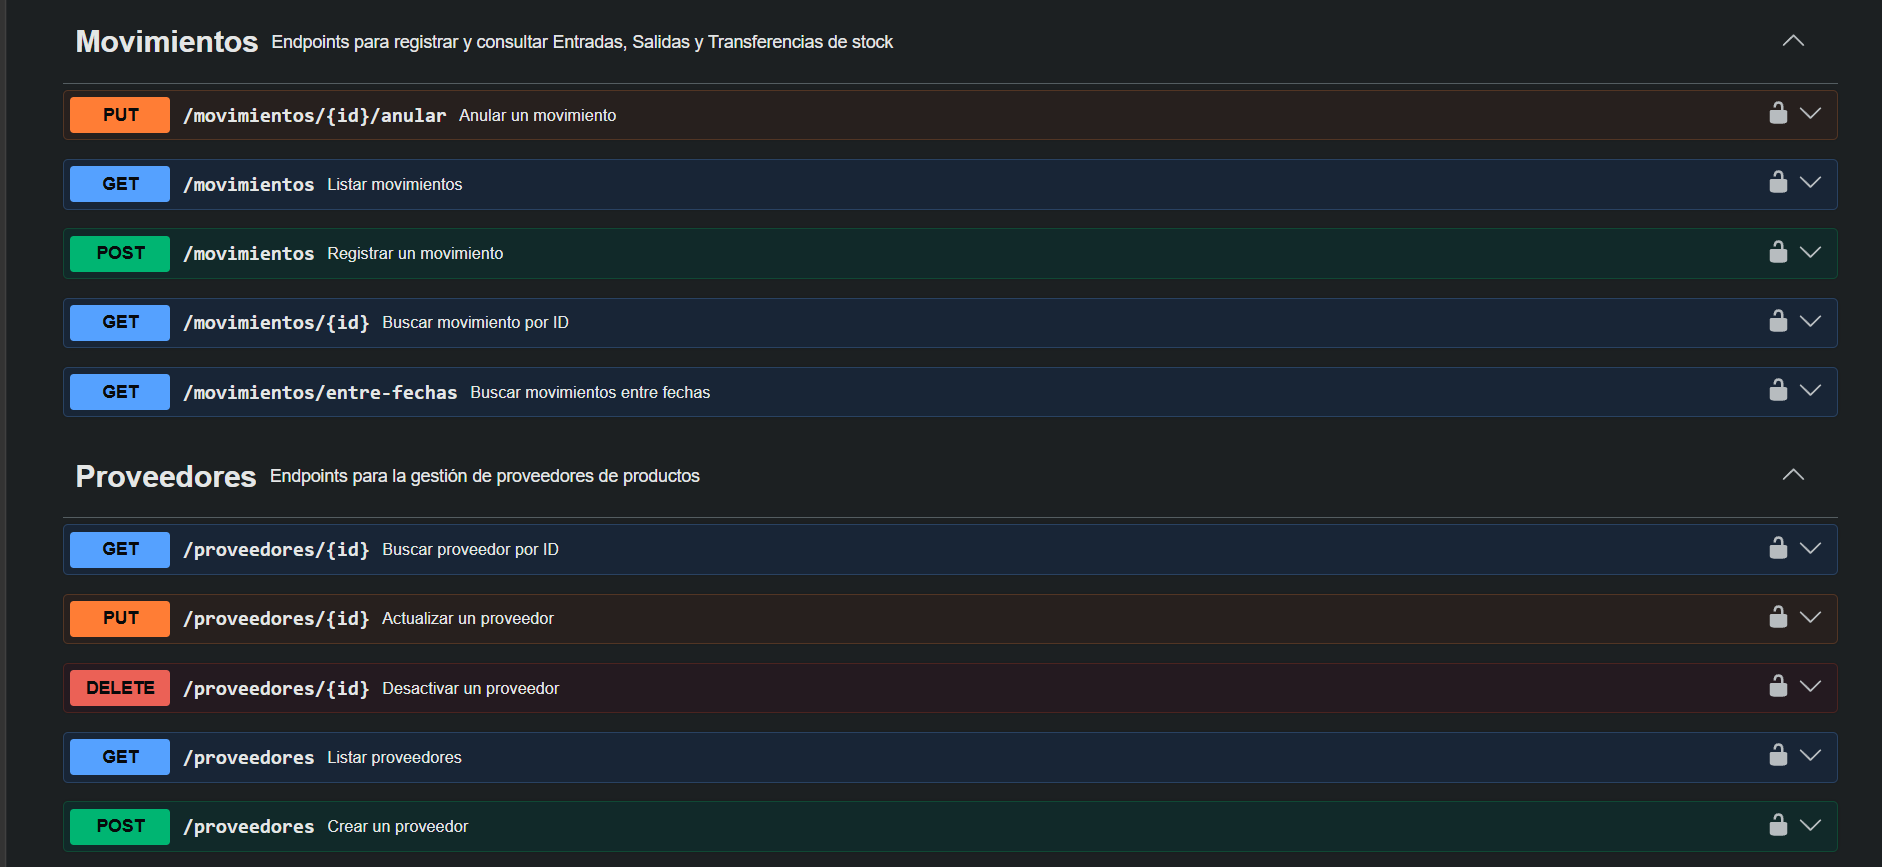 Movimientos Endpoints para registrar y consultar Entradas, Salidas y Transferencias de stock
PUT /movimientos/{id}/anular Anular un movimiento
GET /movimientos Listar movimientos
POST /movimientos Registrar un movimiento
GET /movimientos/{id} Buscar movimiento por ID
GET /movimientos/entre-fechas Buscar movimientos entre fechas
Proveedores Endpoints para la gestión de proveedores de productos
GET /proveedores/{id} Buscar proveedor por ID
PUT /proveedores/{id} Actualizar un proveedor
DELETE /proveedores/{id} Desactivar un proveedor
GET /proveedores Listar proveedores
POST /proveedores Crear un proveedor